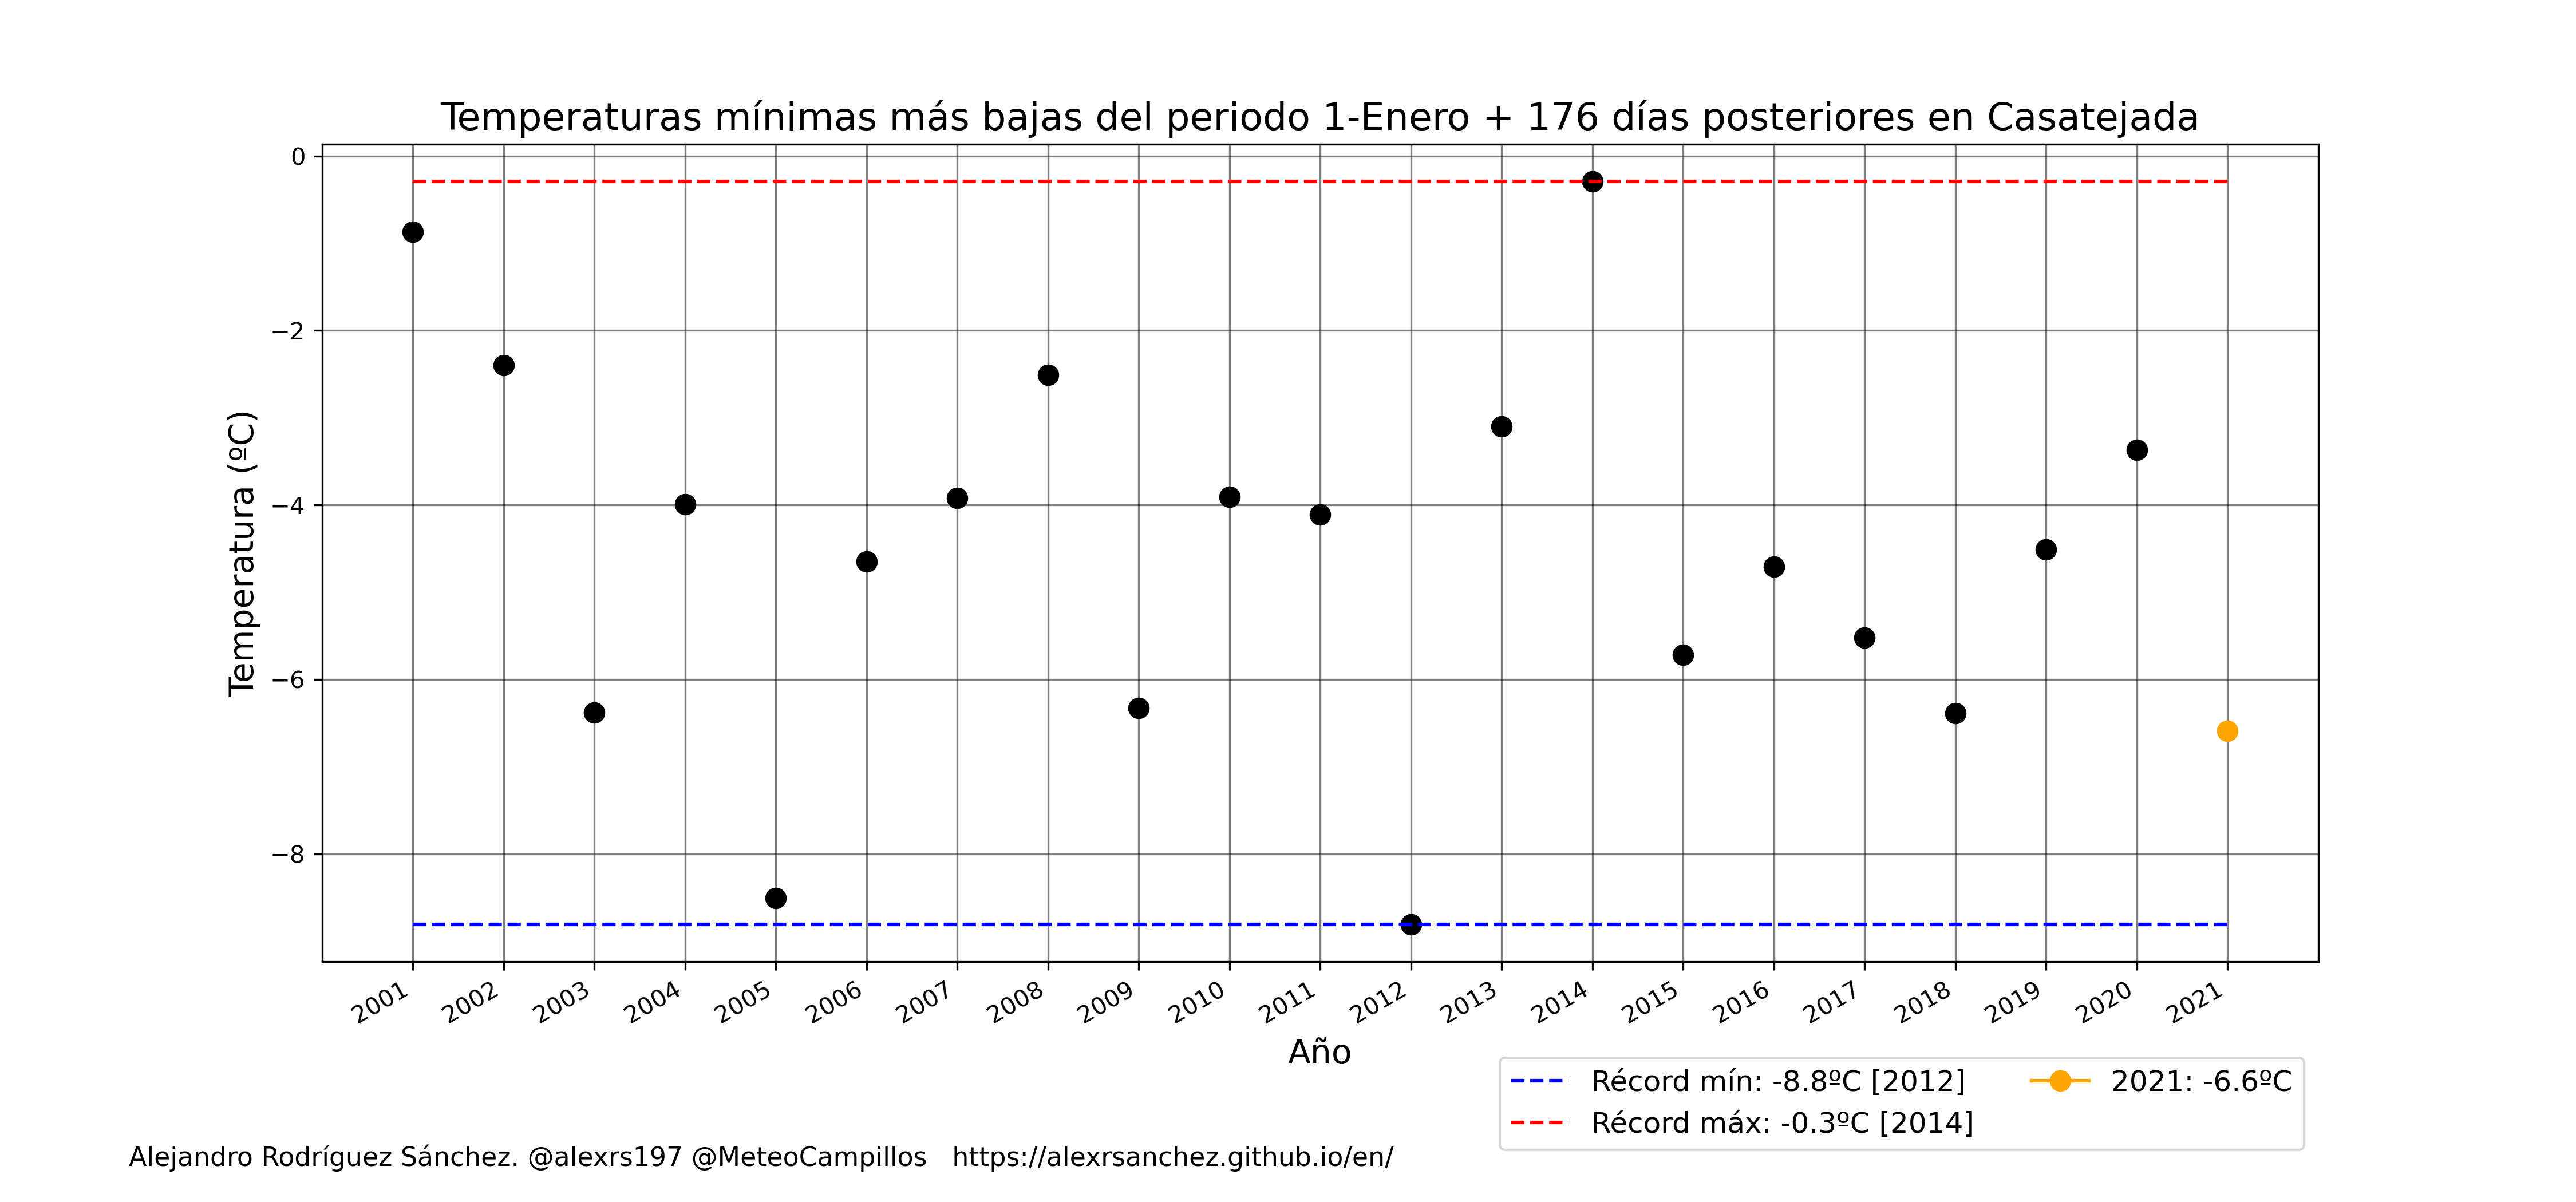 Temperaturas mínimas más bajas del periodo 1-Enero + 176 días posteriores en Casatejada
Temperatura (ºC)
0
−2
−4
−6
−8
2001 2002 2003 2004 2005 2006 2007 2008 2009 2010 2011 2012 2013 2014 2015 2016 2017 2018 2019 2020 2021
Año
Récord mín: -8.8ºC [2012]
Récord máx: -0.3ºC [2014]
2021: -6.6ºC
Alejandro Rodríguez Sánchez. @alexrs197 @MeteoCampillos https://alexrsanchez.github.io/en/